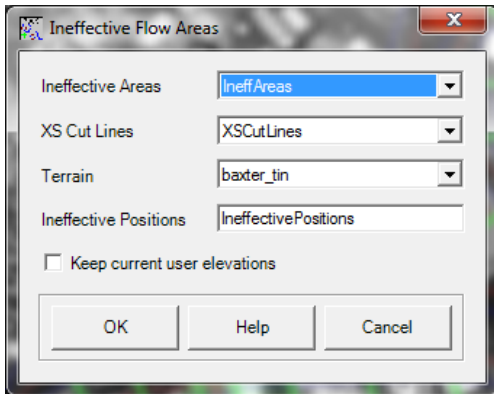 Ineffective Flow Areas
Ineffective Areas IneffAreas
XS Cut Lines XSCutLines
Terrain baxter_tin
Ineffective Positions IneffectivePositions
Keep current user elevations
OK Help Cancel